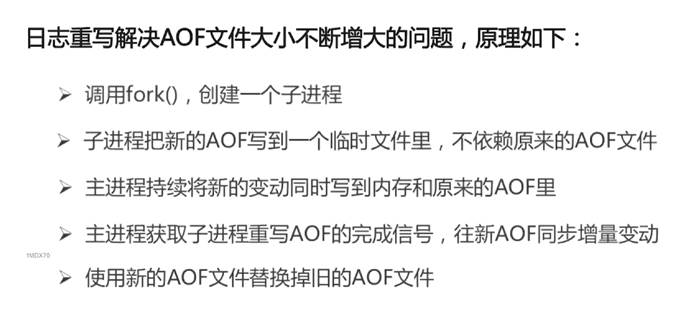 日志重写解决AOF文件大小不断增大的问题，原理如下：
➢ 调用fork()，创建一个子进程
➢ 子进程把新的AOF写到一个临时文件里，不依赖原来的AOF文件
➢ 主进程持续将新的变动同时写到内存和原来的AOF里
➢ 主进程获取子进程重写AOF的完成信号，往新AOF同步增量变动
1MDX70
➢ 使用新的AOF文件替换掉旧的AOF文件